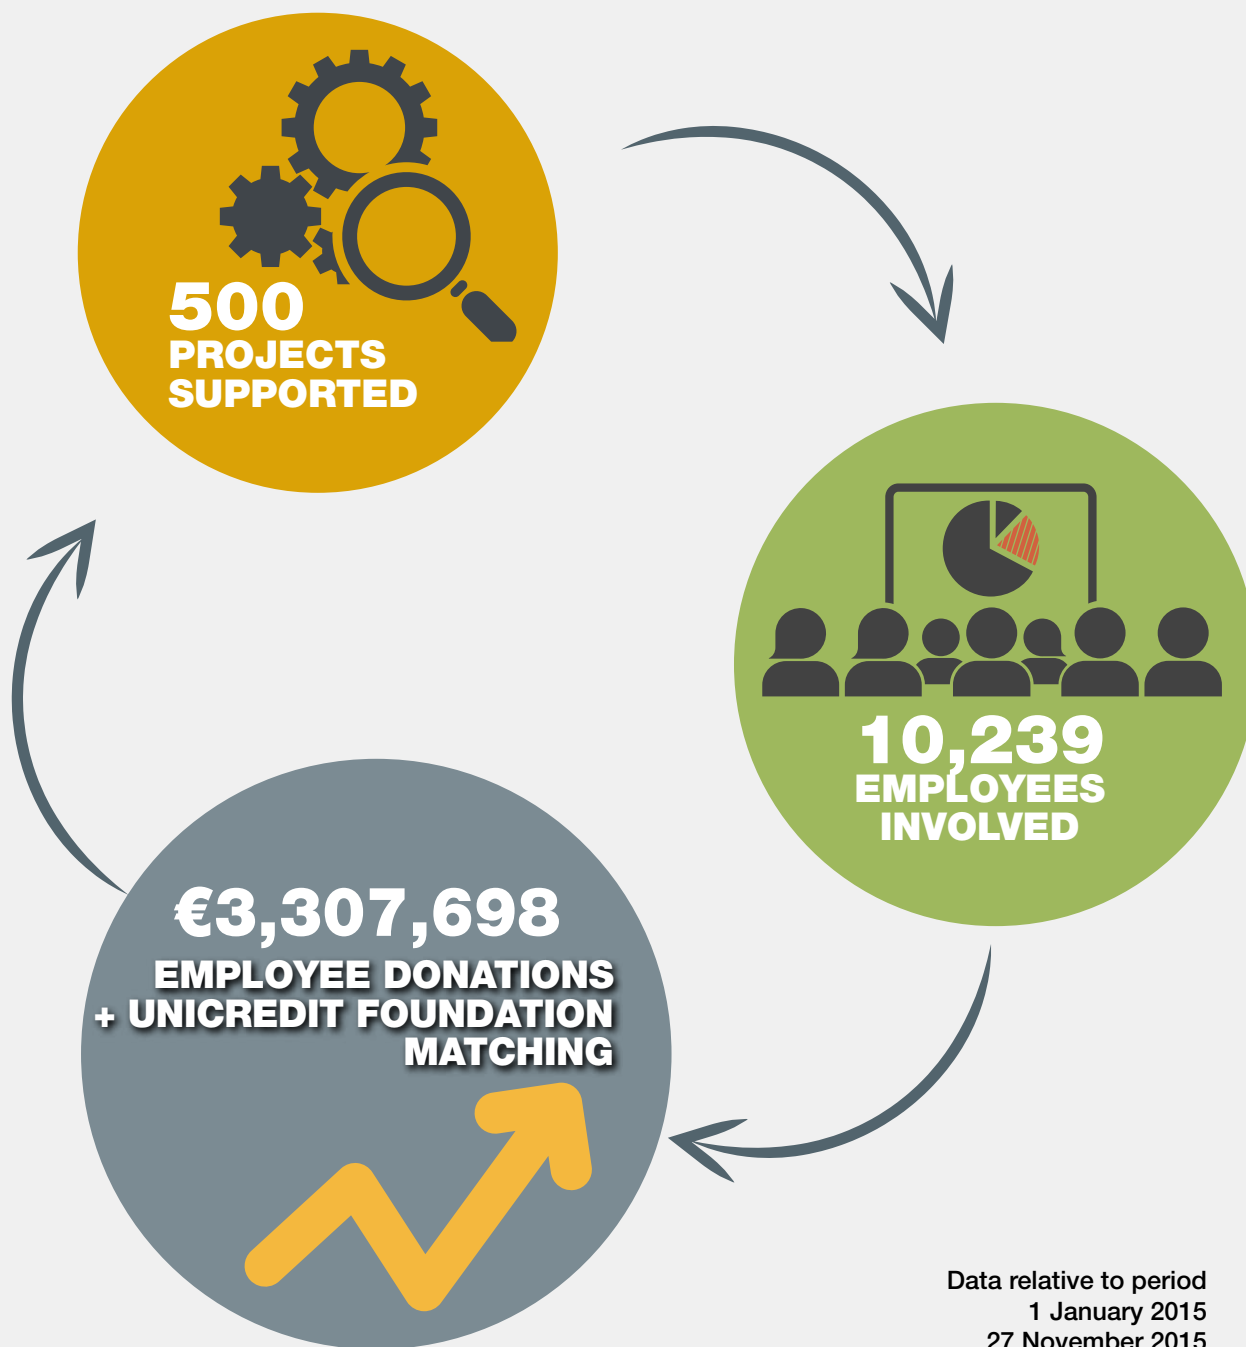 500
PROJECTS
SUPPORTED
10,239
EMPLOYEES
INVOLVED
€3,307,698
EMPLOYEE DONATIONS
+ UNICREDIT FOUNDATION
MATCHING
Data relative to period
1 January 2015
27 November 2015